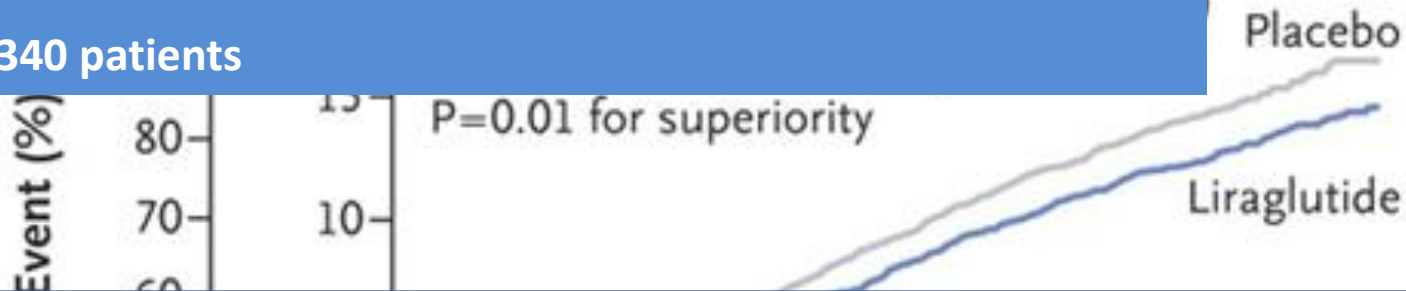 340 patients
Placebo
P=0.01 for superiority
Event (%)
80
70
10
Liraglutide